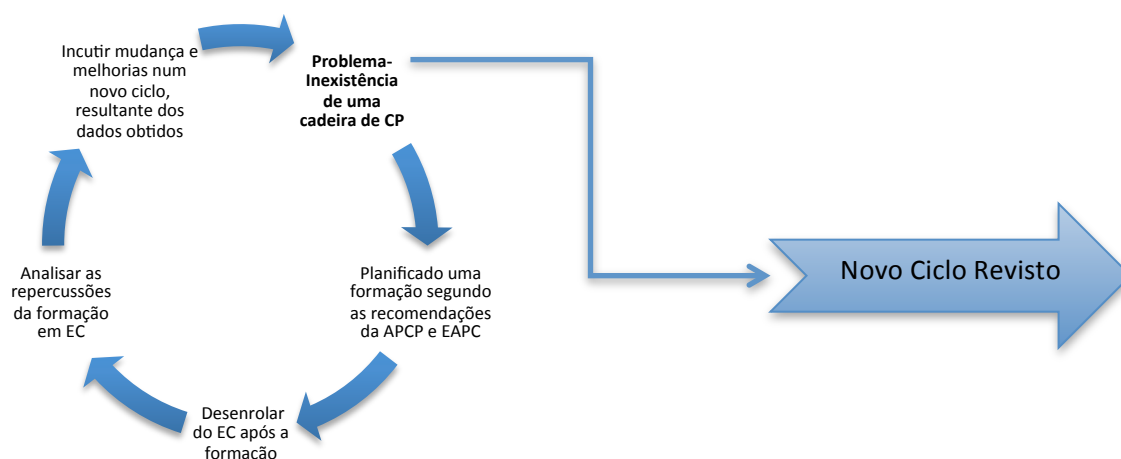 Incutir mudança e
melhorias num
novo ciclo,
resultante dos
dados obtidos
Problema-
Inexistência
de uma
cadeira de CP
Planificado uma
formação segundo
as recomendações
da APCP e EAPC
Desenrolar
do EC após a
formação
Analisar as
repercussões
da formação
em EC
Novo Ciclo Revisto